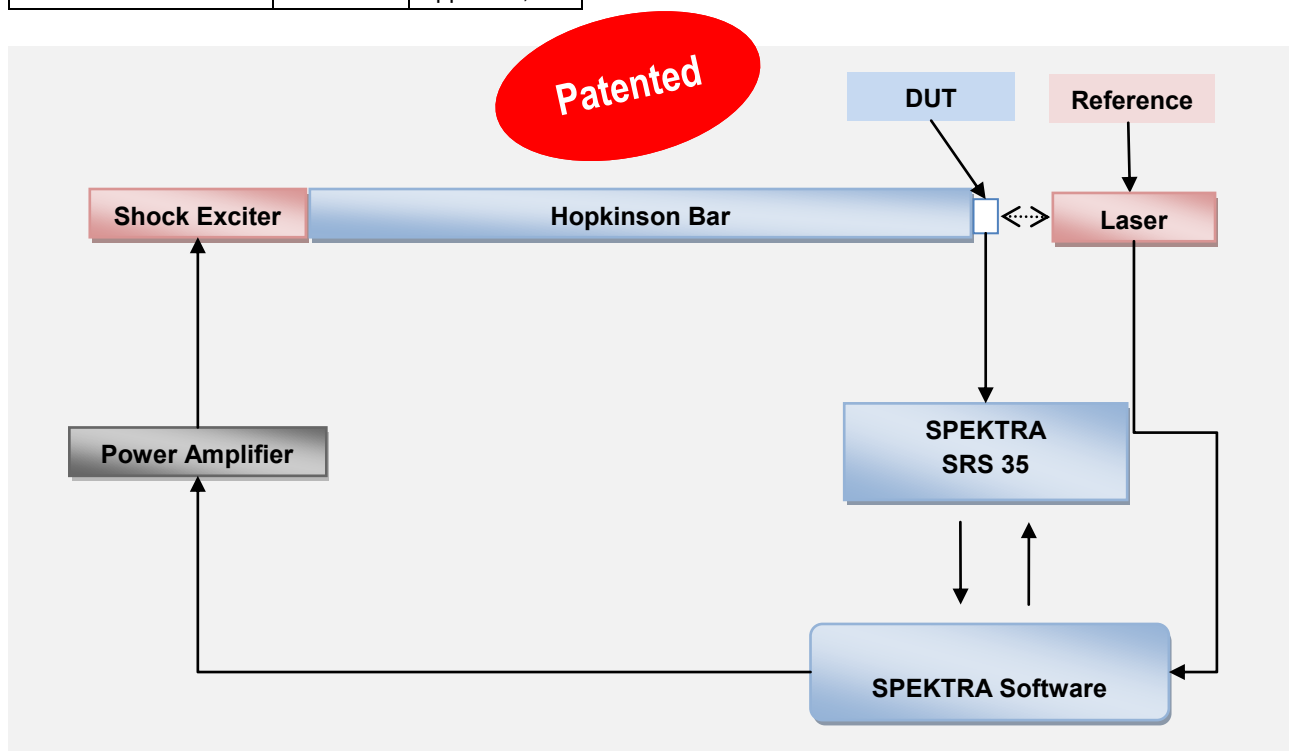 Patented
DUT
Reference
Shock Exciter
Hopkinson Bar
Laser
SPEKTRA
SRS 35
Power Amplifier
SPEKTRA Software